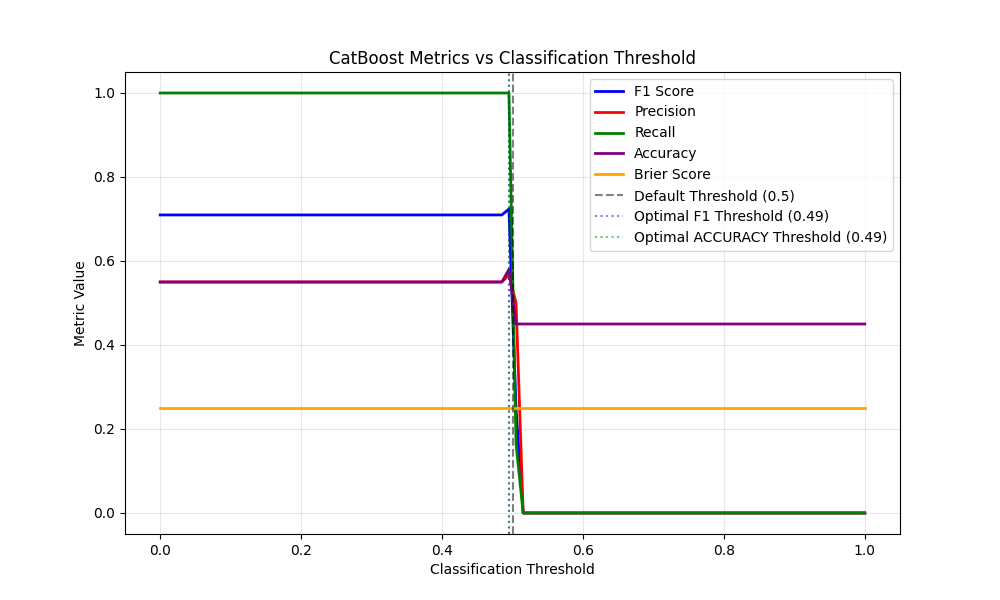 CatBoost Metrics vs Classification Threshold
Metric Value
1.0
0.8
0.6
0.4
0.2
0.0
F1 Score
Precision
Recall
Accuracy
Brier Score
Default Threshold (0.5)
Optimal F1 Threshold (0.49)
Optimal ACCURACY Threshold (0.49)
0.0 0.2 0.4 0.6 0.8 1.0
Classification Threshold